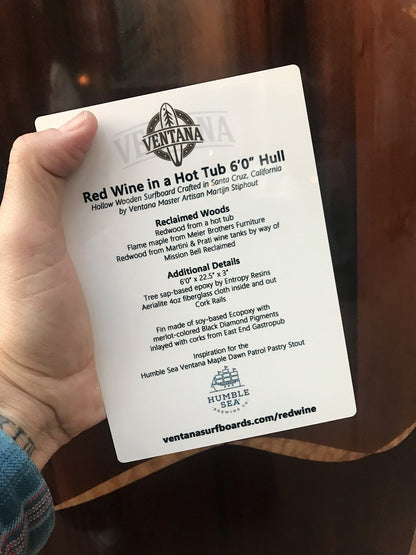 VENTANA
VENTANA
Red Wine in a Hot Tub 6'0" Hull
Hollow Wooden Surfboard Crafted in Santa Cruz, California
by Ventana Master Artisan Martijn Stiphout
Reclaimed Woods
Redwood from a hot tub
Flame maple from Meier Brothers Furniture
Redwood from Martini & Prati wine tanks by way of
Mission Bell Reclaimed
Additional Details
6'0" x 22.5" x 3"
Tree sap-based epoxy by Entropy Resins
Aerialite 4oz fiberglass cloth inside and out
Cork Rails
Fin made of soy-based Ecopoxy with
merlot-colored Black Diamond Pigments
inlayed with corks from East End Gastropub
Inspiration for the
Humble Sea Ventana Maple Dawn Patrol Pastry Stout
HUMBLE
SEA
BREWING CO.
ventanasurfboards.com/redwine